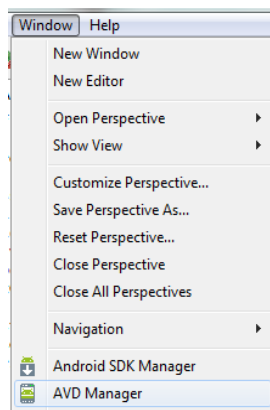 Window Help
New Window
New Editor
Open Perspective
Show View
Customize Perspective...
Save Perspective As...
Reset Perspective...
Close Perspective
Close All Perspectives
Navigation
Android SDK Manager
AVD Manager